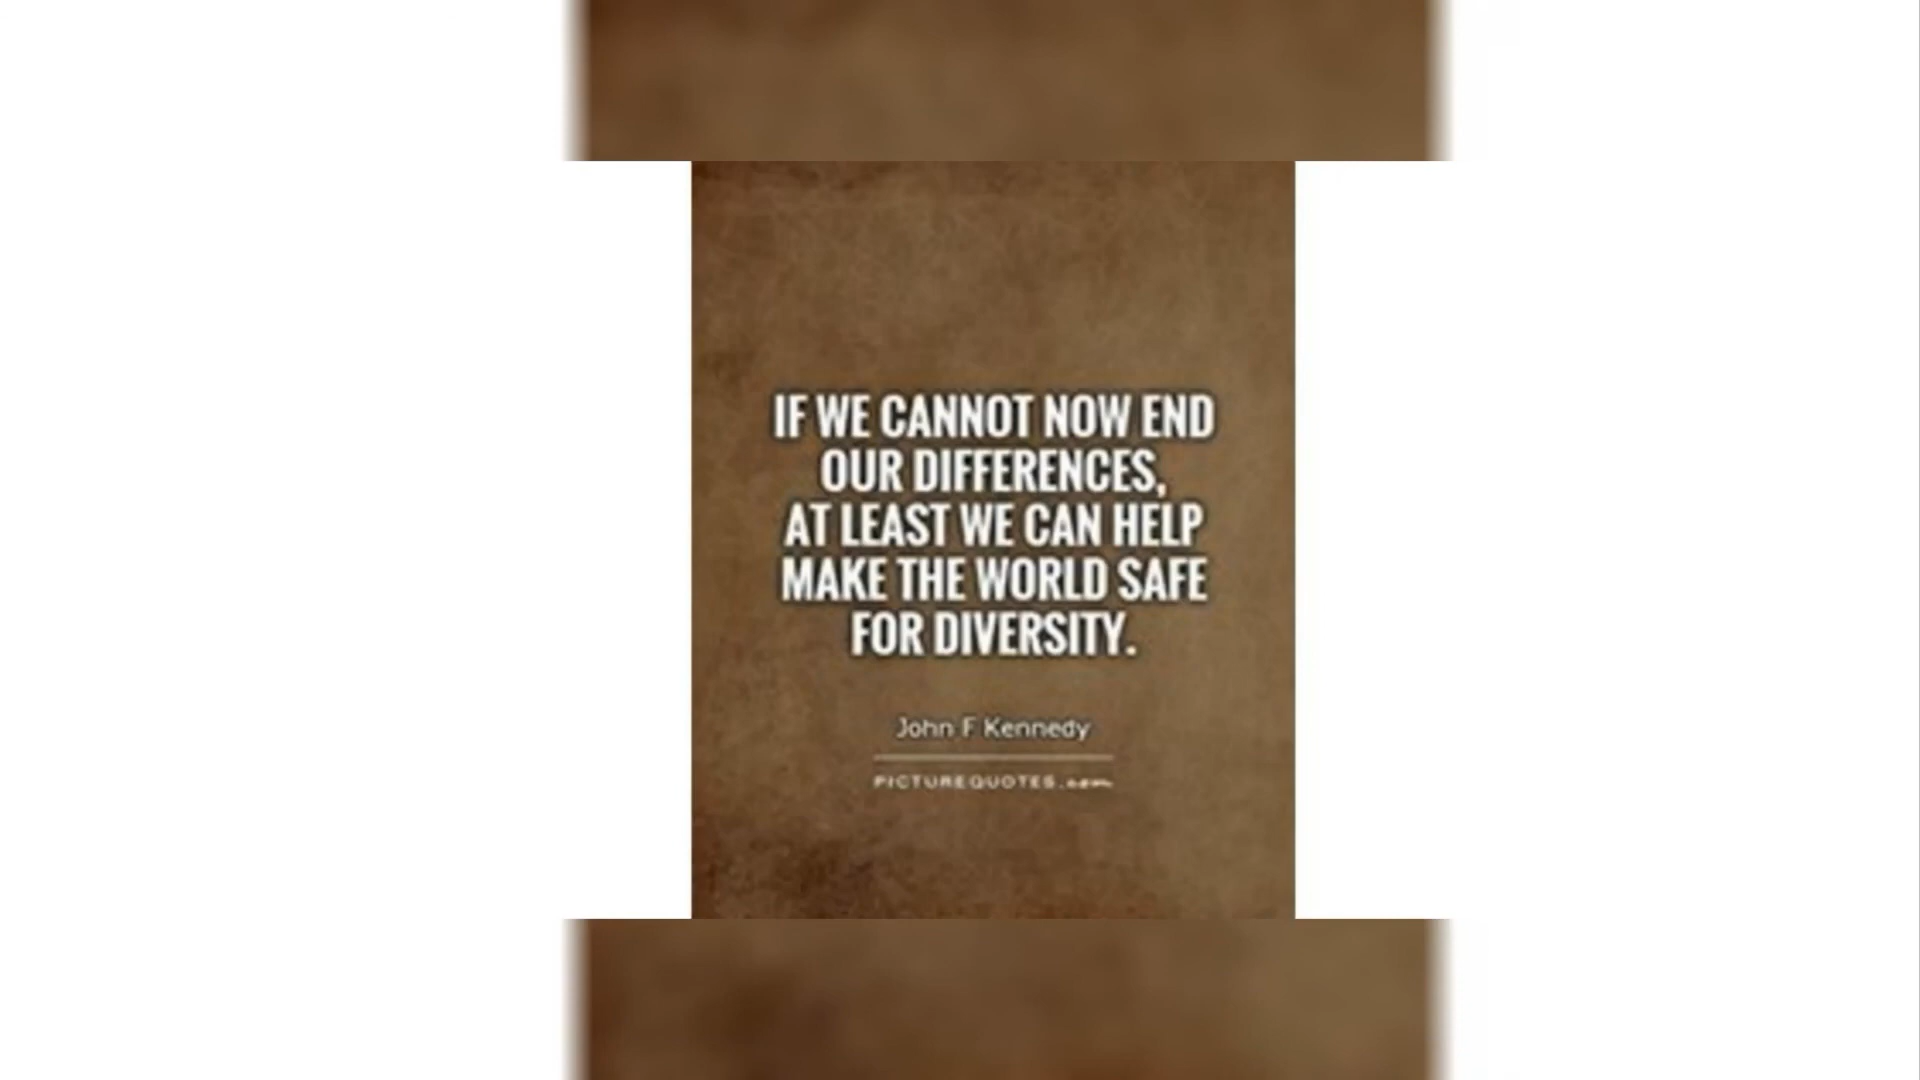 IF WE CANNOT NOW END
OUR DIFFERENCES,
AT LEAST WE CAN HELP
MAKE THE WORLD SAFE
FOR DIVERSITY.
John F Kennedy
PICTUREQUOTES.com